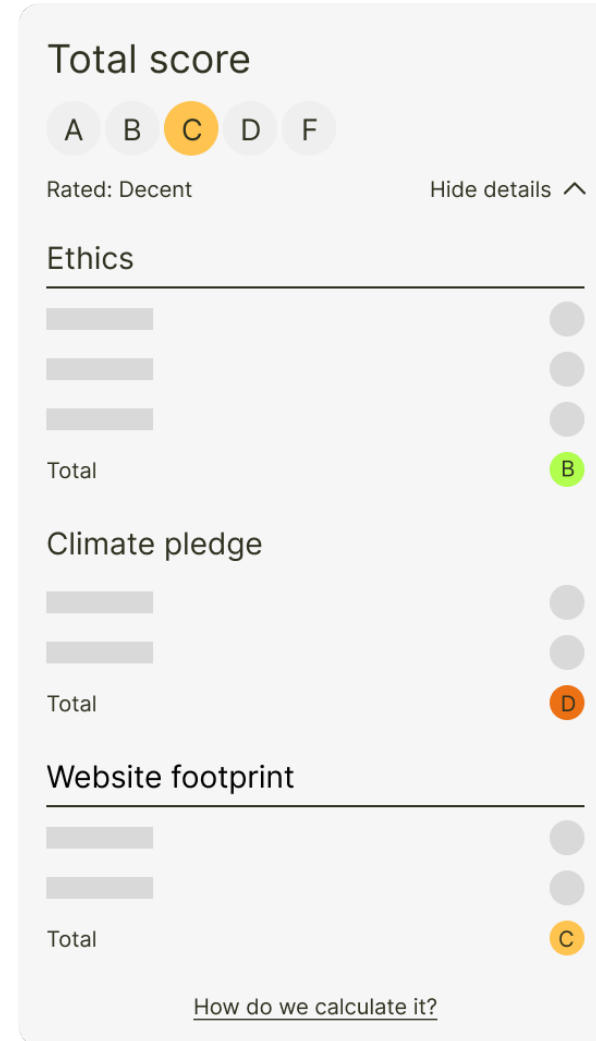 Total score
A B C D F
Rated: Decent Hide details
Ethics
Total B
Climate pledge
Total D
Website footprint
Total C
How do we calculate it?